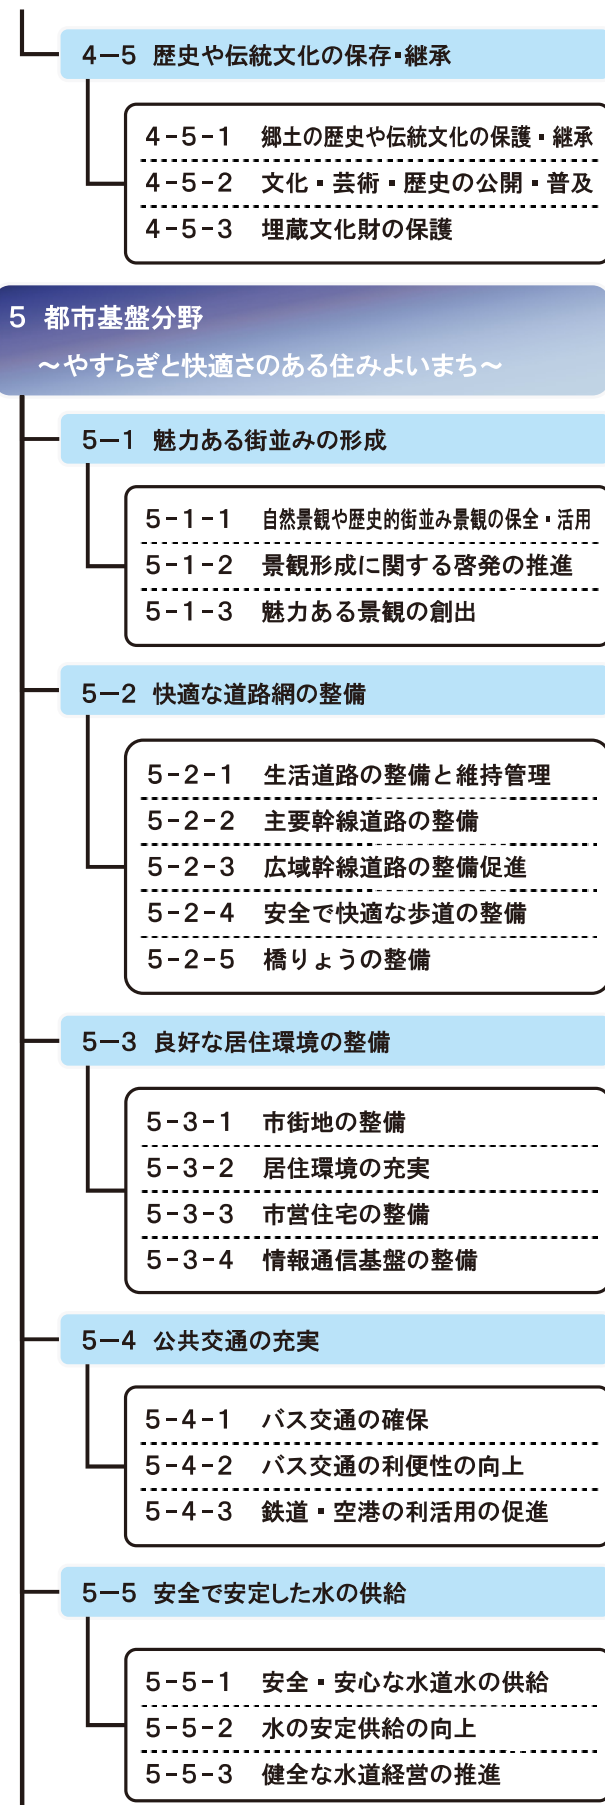 4-5 歴史や伝統文化の保存・継承
4-5-1 郷土の歴史や伝統文化の保護・継承
4-5-2 文化・芸術・歴史の公開・普及
4-5-3 埋蔵文化財の保護
5 都市基盤分野
～やすらぎと快適さのある住みよいまち～
5-1 魅力ある街並みの形成
5-1-1 自然景観や歴史的街並み景観の保全・活用
5-1-2 景観形成に関する啓発の推進
5-1-3 魅力ある景観の創出
5-2 快適な道路網の整備
5-2-1 生活道路の整備と維持管理
5-2-2 主要幹線道路の整備
5-2-3 広域幹線道路の整備促進
5-2-4 安全で快適な歩道の整備
5-2-5 橋りょうの整備
5-3 良好な居住環境の整備
5-3-1 市街地の整備
5-3-2 居住環境の充実
5-3-3 市営住宅の整備
5-3-4 情報通信基盤の整備
5-4 公共交通の充実
5-4-1 バス交通の確保
5-4-2 バス交通の利便性の向上
5-4-3 鉄道・空港の利活用の促進
5-5 安全で安定した水の供給
5-5-1 安全・安心な水道水の供給
5-5-2 水の安定供給の向上
5-5-3 健全な水道経営の推進